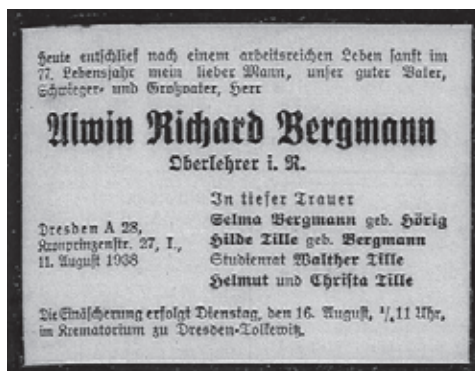 Heute entschlief nach einem arbeitsreichen Leben sanft im
77. Lebensjahr mein lieber Mann, unser guter Vater,
Schwieger- und Großvater, Herr
Alwin Richard Bergmann
Oberlehrer i. R.
In tiefer Trauer
Selma Bergmann geb. Hörig
Hilde Tille geb. Bergmann
Studienrat Walther Tille
Helmut und Christa Tille
Dresden A 28,
Kronprinzenstr. 27, I.,
11. August 1938
Die Einäscherung erfolgt Dienstag, den 16. August, 11 Uhr,
im Krematorium zu Dresden-Tolkewitz.